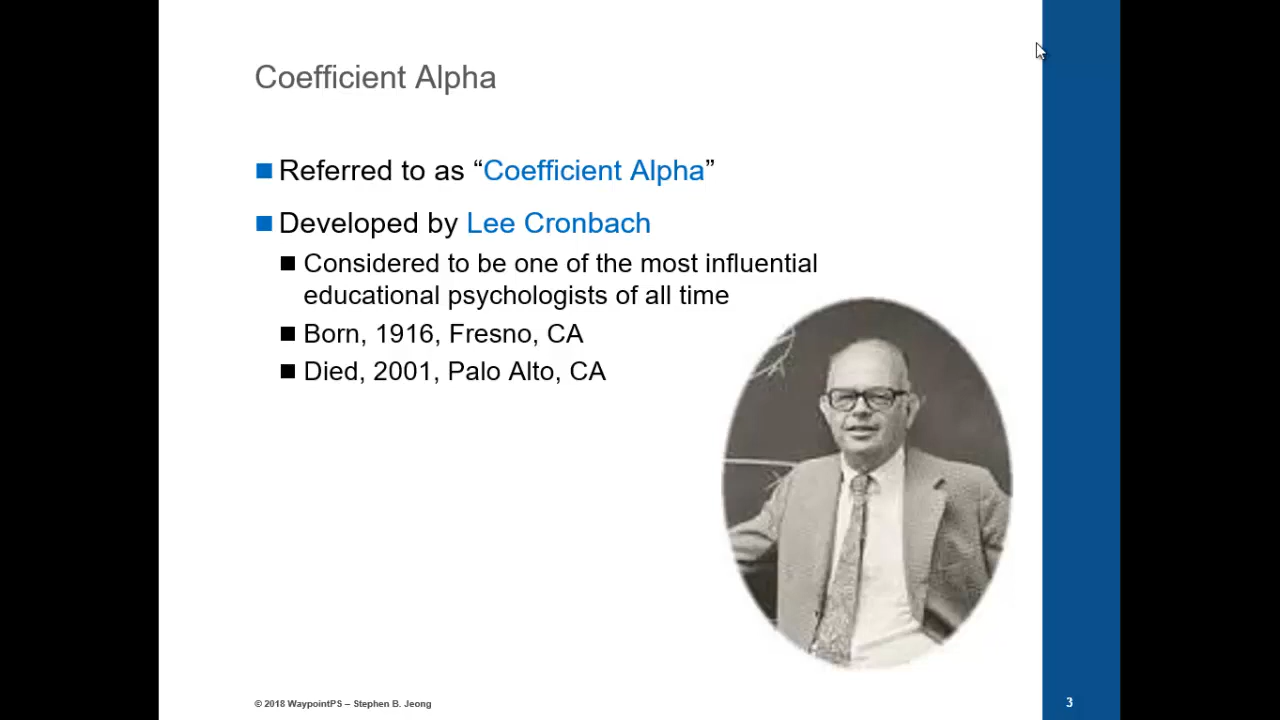 Coefficient Alpha
Referred to as “Coefficient Alpha”
Developed by Lee Cronbach
Considered to be one of the most influential
educational psychologists of all time
Born, 1916, Fresno, CA
Died, 2001, Palo Alto, CA
© 2018 WaypointPS – Stephen B. Jeong
3